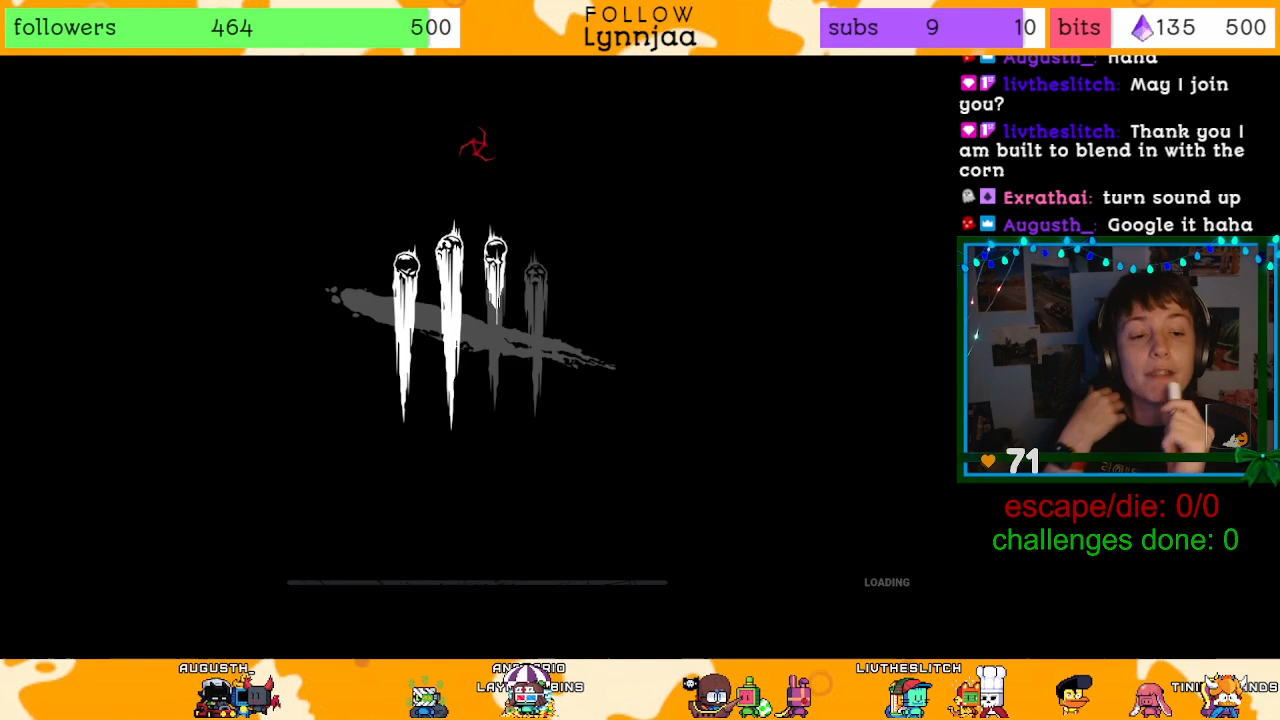 followers 464 500
FOLLOW
Lynnjaa
subs 9 10
bits 135 500
Augusth_: haha
livtheslitch: May I join
you?
livtheslitch: Thank you I
am built to blend in with the
corn
Exrathai: turn sound up
Augusth_: Google it haha
71
escape/die: 0/0
challenges done: 0
LOADING
AUGUSTH_
LIVTHESLITCH